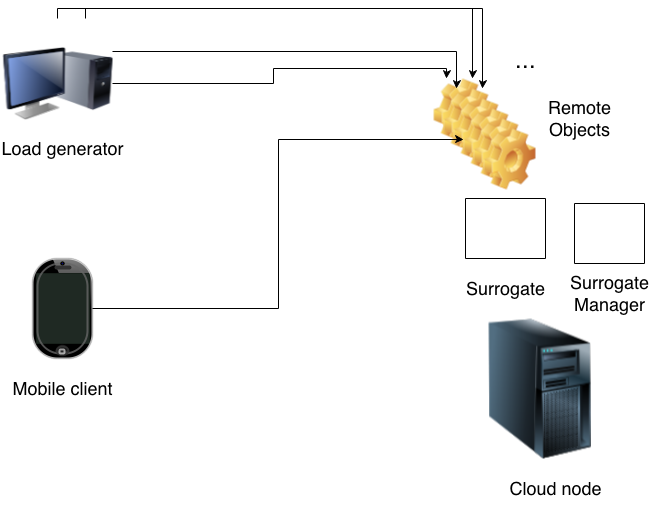 ...
Remote
Objects
Load generator
Surrogate
Surrogate
Manager
Mobile client
Cloud node